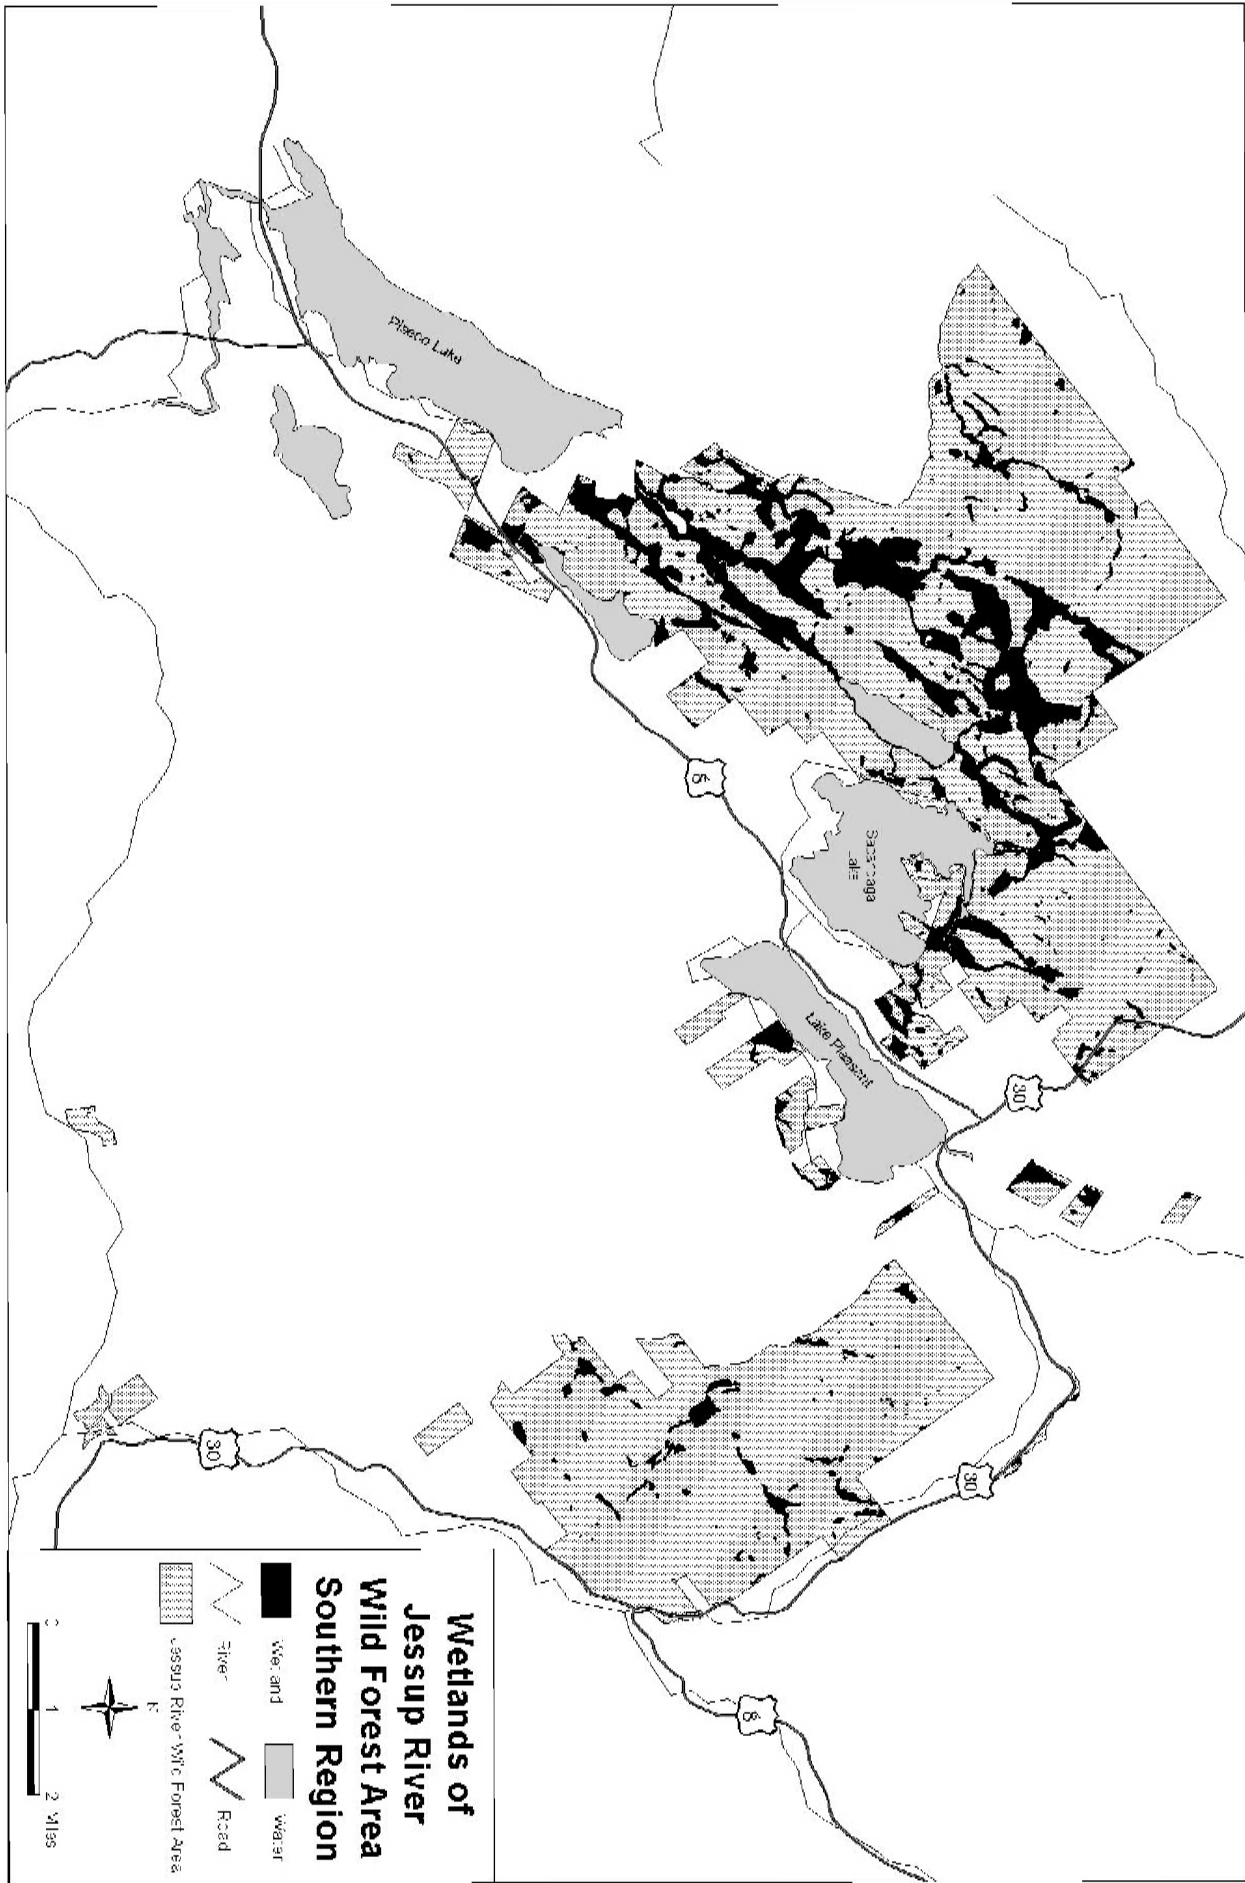 Piseco Lake
8
Lake
Lake Pleasant
30
30
30
8
Wetlands of
Jessup River
Wild Forest Area
Southern Region
Wetland
Water
River
Road
Jessup River Wild Forest Area
N
0 1 2 Miles